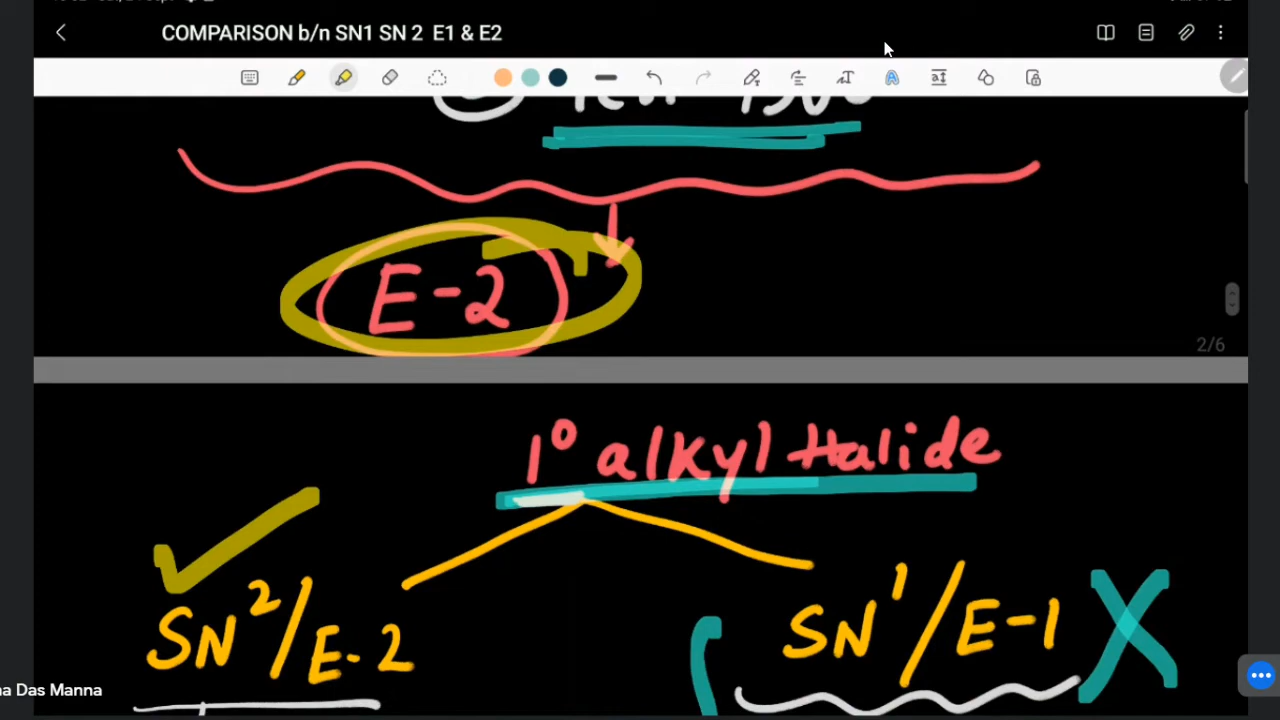 COMPARISON b/n SN1 SN 2 E1 & E2
E-2
2/6
1° alkyl Halide
SN²/E-2
SN¹/E-1
Das Manna